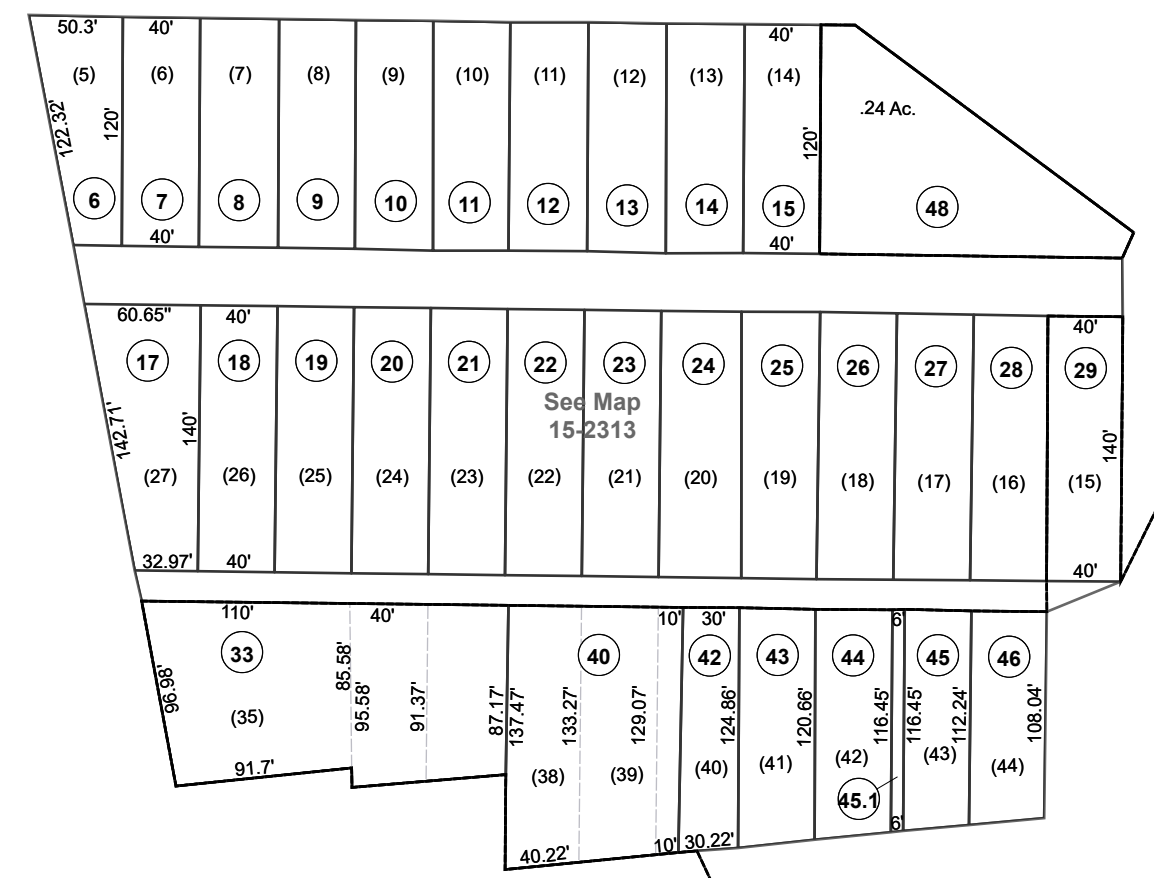 50.3' 40' 40'
(5) (6) (7) (8) (9) (10) (11) (12) (13) (14)
.24 Ac.
122.32' 120' 120'
6 7 8 9 10 11 12 13 14 15 48
40' 40'
60.65" 40' 40'
17 18 19 20 21 22 23 24 25 26 27 28 29
See Map
15-2313
142.71' 140' 140'
(27) (26) (25) (24) (23) (22) (21) (20) (19) (18) (17) (16) (15)
32.97' 40' 40'
110' 40' 10' 30' 6'
33 40 42 43 44 45 46
96.98' 85.58' 95.58' 91.37' 87.17' 137.47' 133.27' 129.07' 124.86' 120.66' 116.45' 116.45' 112.24' 108.04'
(35) (38) (39) (40) (41) (42) (43) (44)
91.7'
45.1
40.22' 10' 30.22' 6'